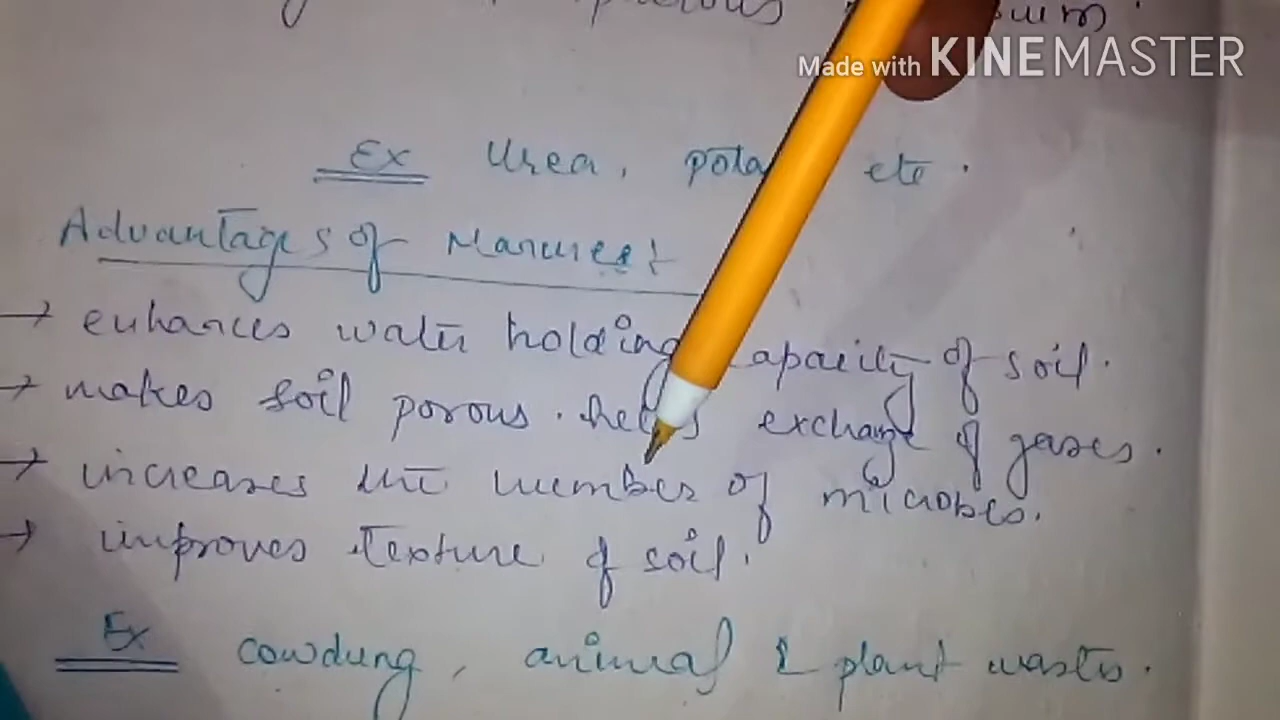 Made with KINEMASTER
Ex Urea, pota etc.
Advantages of Manures:
→ enhances water holding capacity of soil.
→ makes soil porous. helps exchange of gases.
→ increases the number of microbes.
→ improves texture of soil.
Ex cowdung, animal & plant wastes.